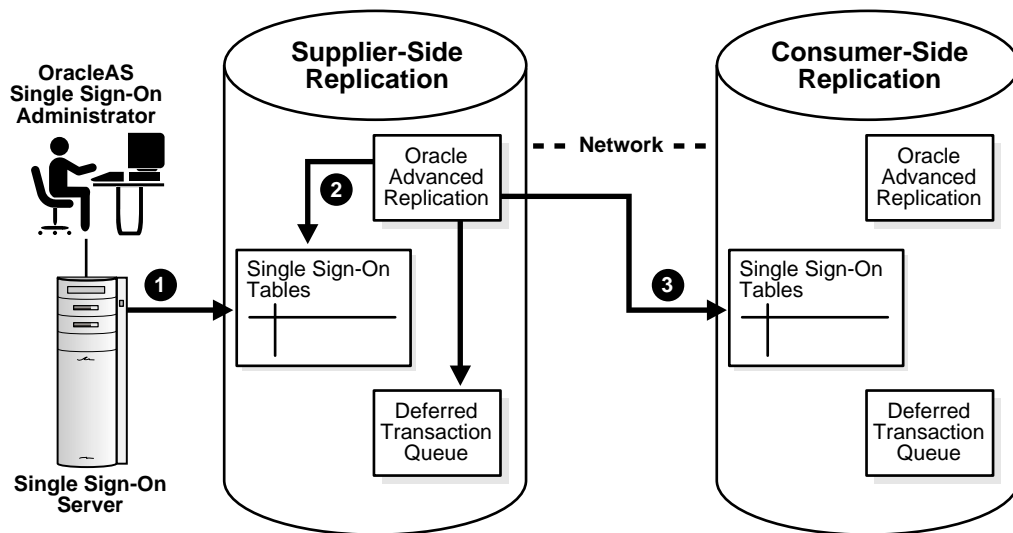 OracleAS
Single Sign-On
Administrator
Single Sign-On
Server
1
Supplier-Side
Replication
Oracle
Advanced
Replication
2
Single Sign-On
Tables
Deferred
Transaction
Queue
Network
3
Consumer-Side
Replication
Oracle
Advanced
Replication
Single Sign-On
Tables
Deferred
Transaction
Queue